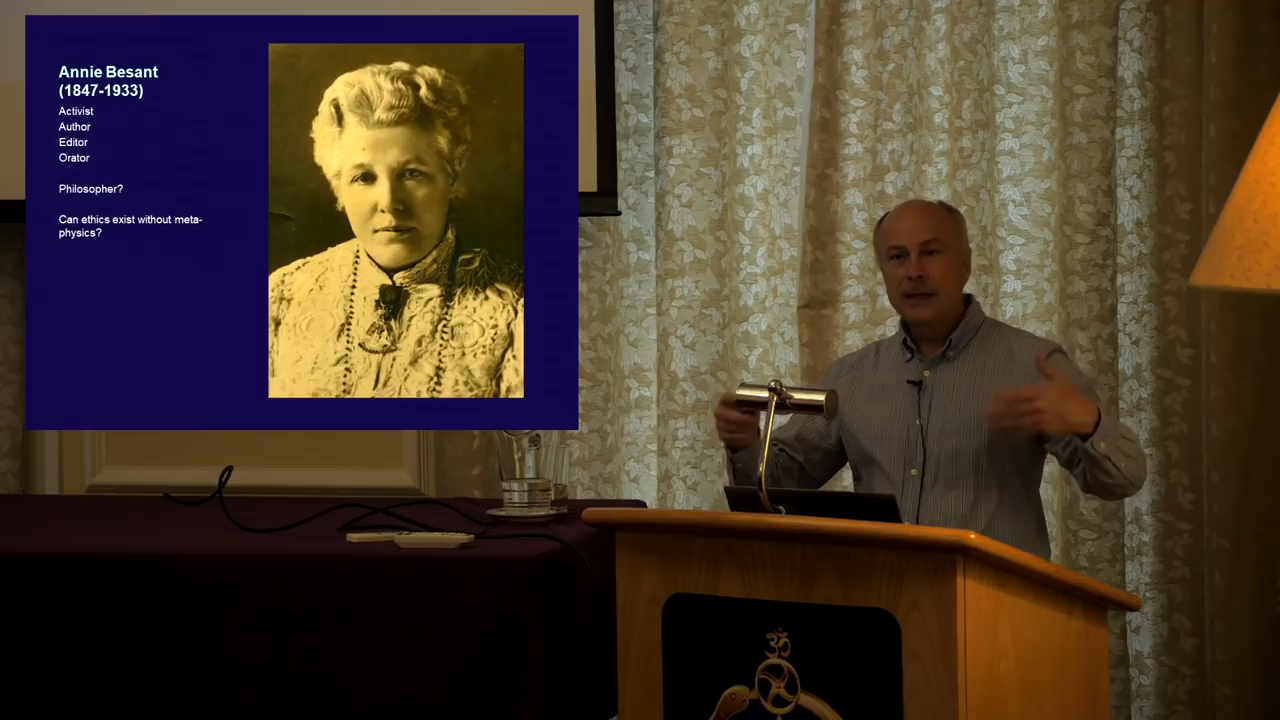 Annie Besant
(1847-1933)
Activist
Author
Editor
Orator
Philosopher?
Can ethics exist without meta-
physics?
ॐ